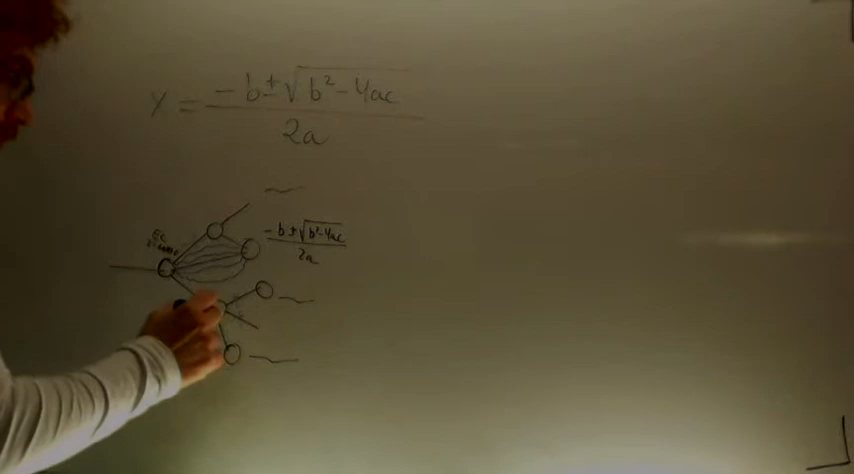 x = (-b ± √(b² - 4ac)) / 2a
(-b ± √(b² - 4ac)) / 2a